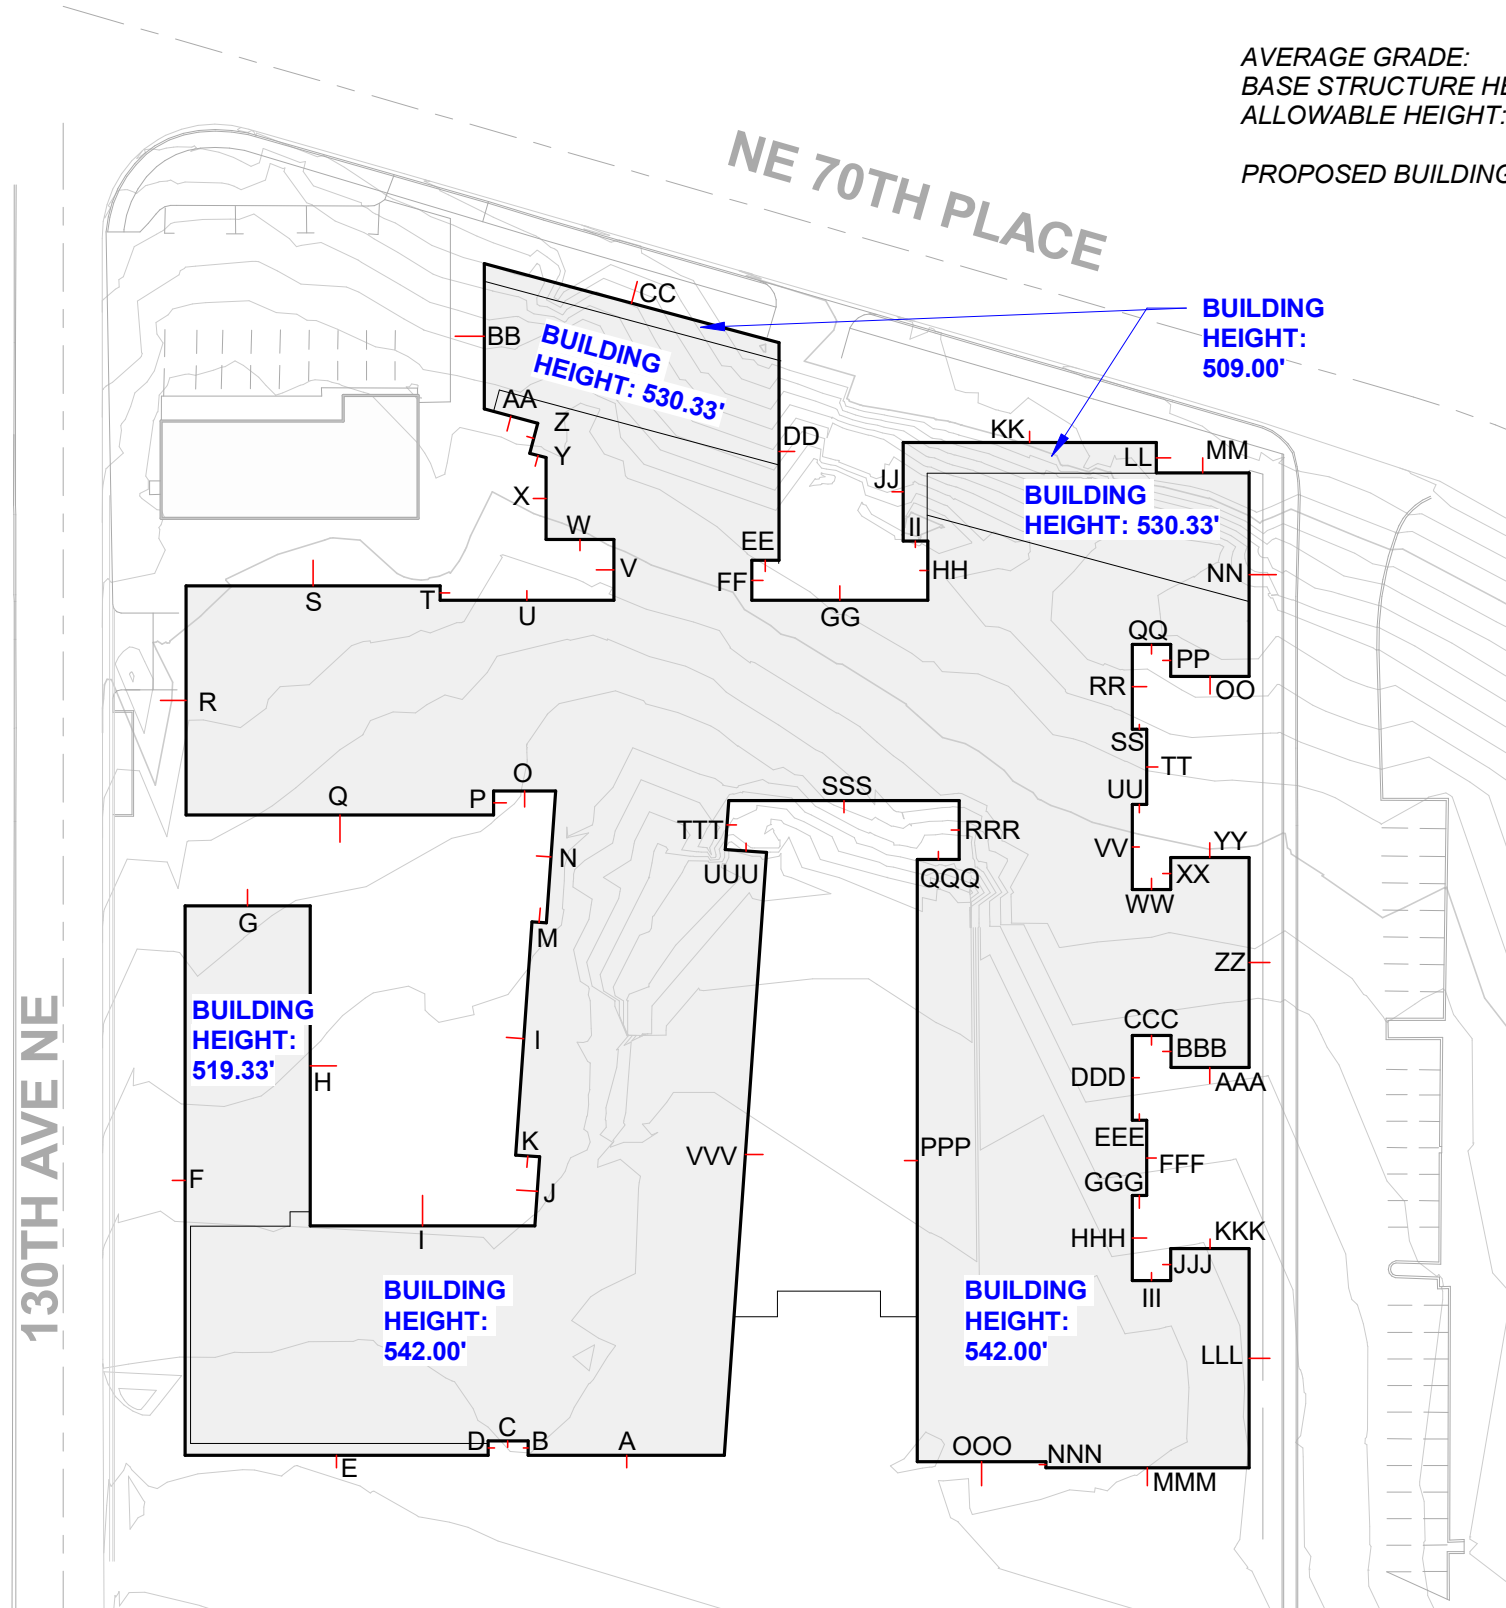 AVERAGE GRADE:
BASE STRUCTURE HE
ALLOWABLE HEIGHT:
PROPOSED BUILDING
NE 70TH PLACE
130TH AVE NE
CC
BB
BUILDING
HEIGHT: 530.33'
BUILDING
HEIGHT:
509.00'
AA
Z
Y
DD
KK
LL
MM
X
JJ
BUILDING
HEIGHT: 530.33'
W
II
EE
V
FF
HH
NN
S
T
U
GG
QQ
PP
R
RR
OO
SS
TT
O
UU
Q
P
SSS
TTT
RRR
N
VV
YY
UUU
QQQ
XX
WW
G
M
ZZ
BUILDING
HEIGHT:
519.33'
I
CCC
BBB
H
DDD
AAA
K
EEE
VVV
PPP
FFF
F
J
GGG
I
HHH
KKK
JJJ
III
BUILDING
HEIGHT:
542.00'
BUILDING
HEIGHT:
542.00'
LLL
C
D
B
A
E
OOO
NNN
MMM